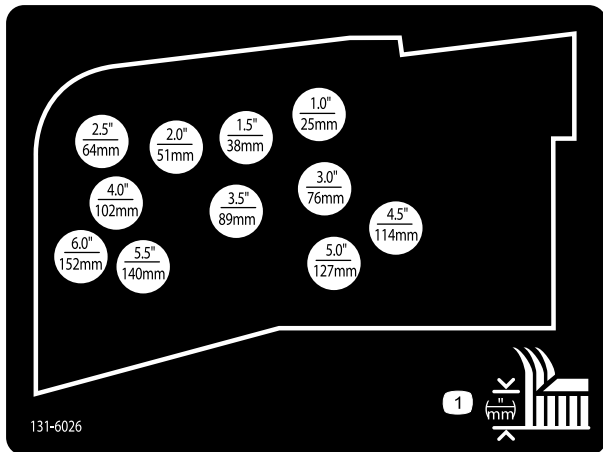 1.0"
25mm
1.5"
38mm
2.0"
51mm
2.5"
64mm
3.0"
76mm
3.5"
89mm
4.0"
102mm
4.5"
114mm
5.0"
127mm
5.5"
140mm
6.0"
152mm
1
"
(mm)
131-6026